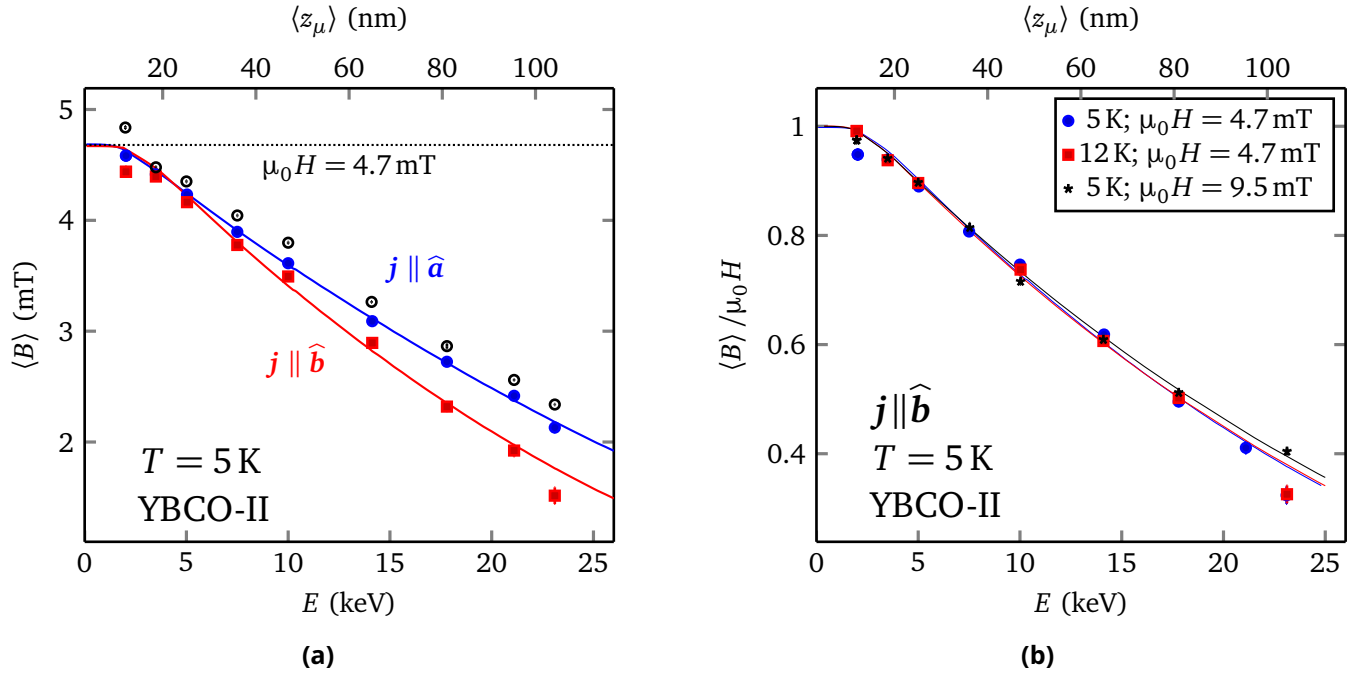 ⟨z_μ⟩ (nm)
20 40 60 80 100
5
4
3
2
⟨B⟩ (mT)
μ₀H = 4.7 mT
j ∥ â
j ∥ b̂
T = 5 K
YBCO-II
0 5 10 15 20 25
E (keV)
(a)
⟨z_μ⟩ (nm)
20 40 60 80 100
1
0.8
0.6
0.4
⟨B⟩ /μ₀H
5 K; μ₀H = 4.7 mT
12 K; μ₀H = 4.7 mT
5 K; μ₀H = 9.5 mT
j∥b̂
T = 5 K
YBCO-II
0 5 10 15 20 25
E (keV)
(b)